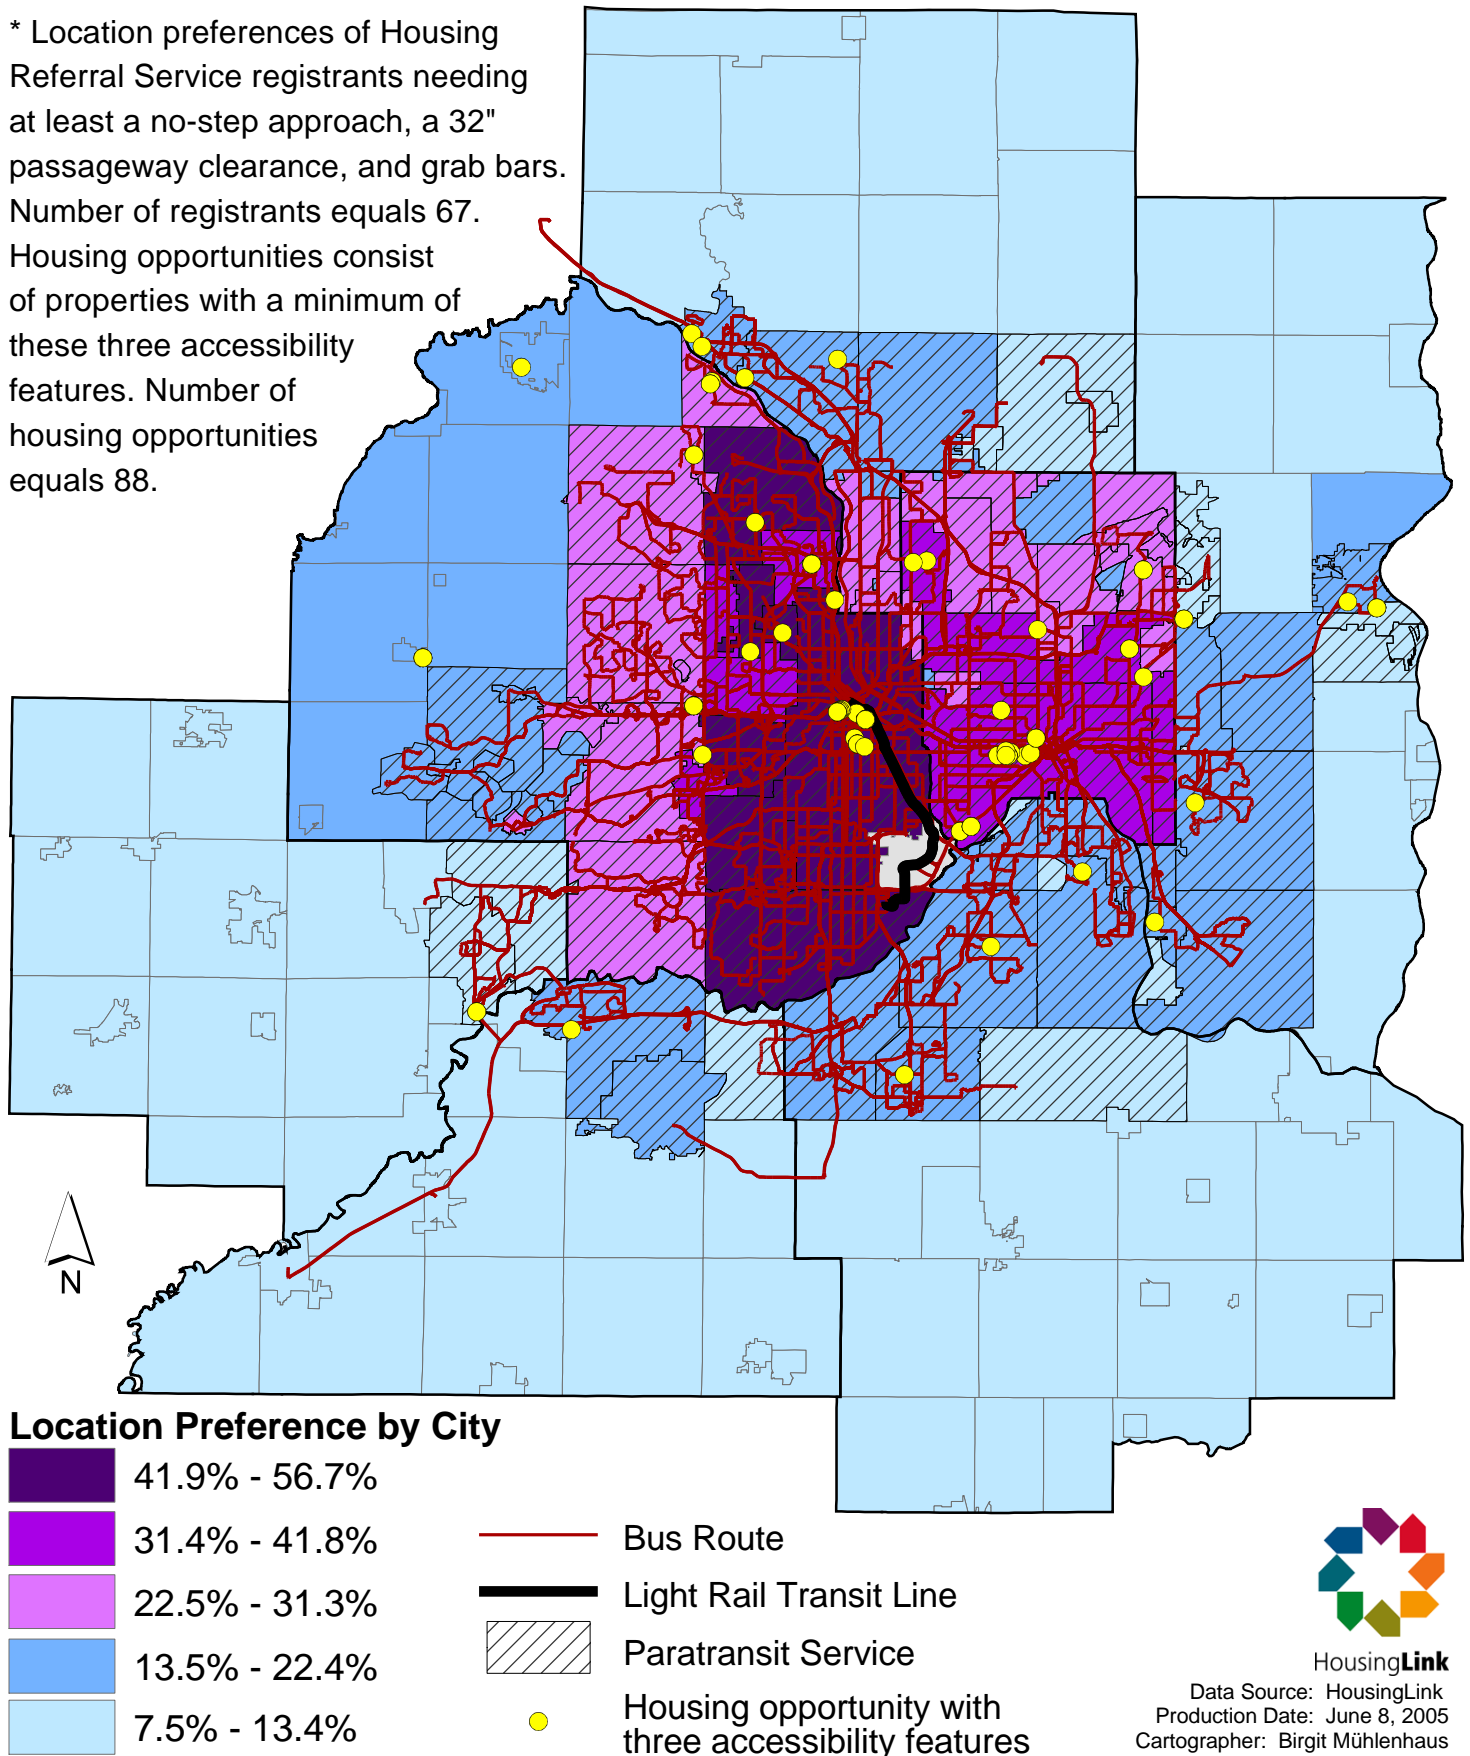 * Location preferences of Housing
Referral Service registrants needing
at least a no-step approach, a 32"
passageway clearance, and grab bars.
Number of registrants equals 67.
Housing opportunities consist
of properties with a minimum of
these three accessibility
features. Number of
housing opportunities
equals 88.
N
Location Preference by City
41.9% - 56.7%
31.4% - 41.8%
22.5% - 31.3%
13.5% - 22.4%
7.5% - 13.4%
Bus Route
Light Rail Transit Line
Paratransit Service
Housing opportunity with
three accessibility features
HousingLink
Data Source: HousingLink
Production Date: June 8, 2005
Cartographer: Birgit Mühlenhaus